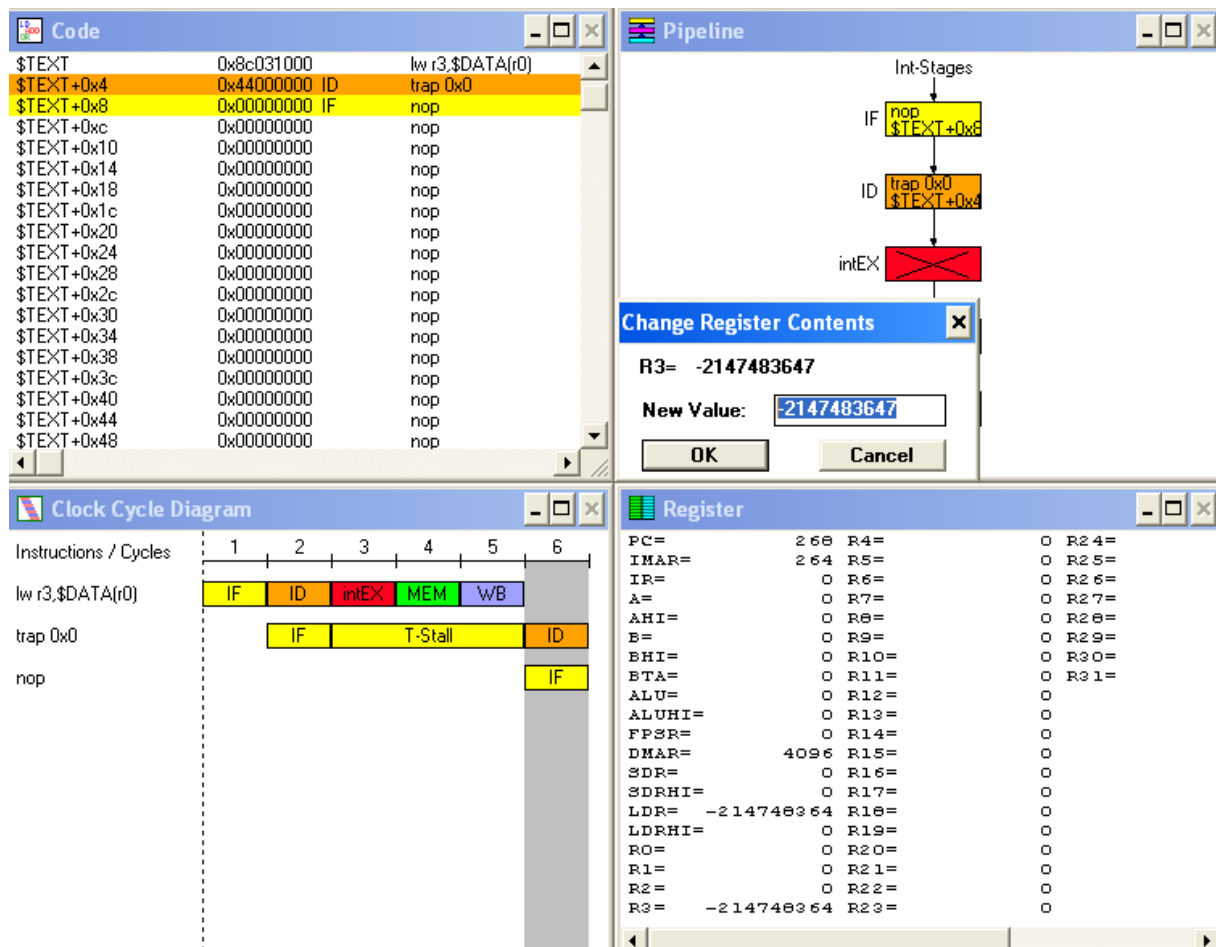 Code
$TEXT 0x8c031000 lw r3,$DATA(r0)
$TEXT+0x4 0x44000000 ID trap 0x0
$TEXT+0x8 0x00000000 IF nop
$TEXT+0xc 0x00000000 nop
$TEXT+0x10 0x00000000 nop
$TEXT+0x14 0x00000000 nop
$TEXT+0x18 0x00000000 nop
$TEXT+0x1c 0x00000000 nop
$TEXT+0x20 0x00000000 nop
$TEXT+0x24 0x00000000 nop
$TEXT+0x28 0x00000000 nop
$TEXT+0x2c 0x00000000 nop
$TEXT+0x30 0x00000000 nop
$TEXT+0x34 0x00000000 nop
$TEXT+0x38 0x00000000 nop
$TEXT+0x3c 0x00000000 nop
$TEXT+0x40 0x00000000 nop
$TEXT+0x44 0x00000000 nop
$TEXT+0x48 0x00000000 nop
Pipeline
Int-Stages
IF nop
$TEXT+0x8
ID trap 0x0
$TEXT+0x4
intEX
Change Register Contents
R3= -2147483647
New Value: -2147483647
OK Cancel
Clock Cycle Diagram
Instructions / Cycles 1 2 3 4 5 6
lw r3,$DATA(r0) IF ID intEX MEM WB
trap 0x0 IF T-Stall ID
nop IF
Register
PC= 268 R4= 0 R24=
IMAR= 264 R5= 0 R25=
IR= 0 R6= 0 R26=
A= 0 R7= 0 R27=
AHI= 0 R8= 0 R28=
B= 0 R9= 0 R29=
BHI= 0 R10= 0 R30=
BTA= 0 R11= 0 R31=
ALU= 0 R12= 0
ALUHI= 0 R13= 0
FPSR= 0 R14= 0
DMAR= 4096 R15= 0
SDR= 0 R16= 0
SDRHI= 0 R17= 0
LDR= -214748364 R18= 0
LDRHI= 0 R19= 0
R0= 0 R20= 0
R1= 0 R21= 0
R2= 0 R22= 0
R3= -214748364 R23= 0